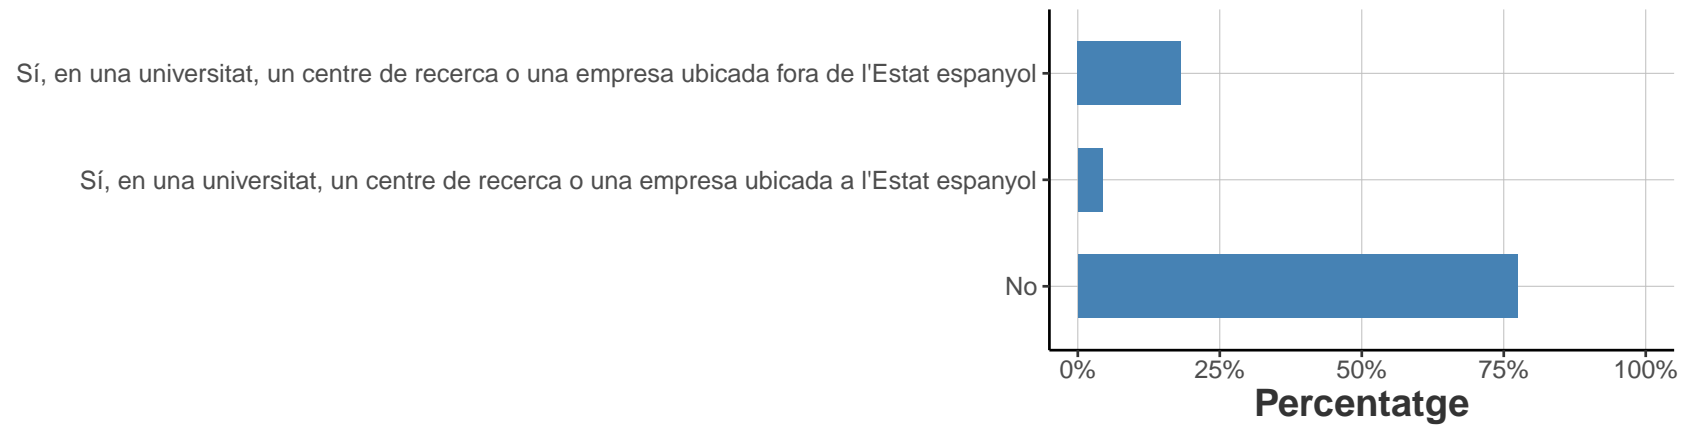 Sí, en una universitat, un centre de recerca o una empresa ubicada fora de l'Estat espanyol
Sí, en una universitat, un centre de recerca o una empresa ubicada a l'Estat espanyol
No
0% 25% 50% 75% 100%
Percentatge